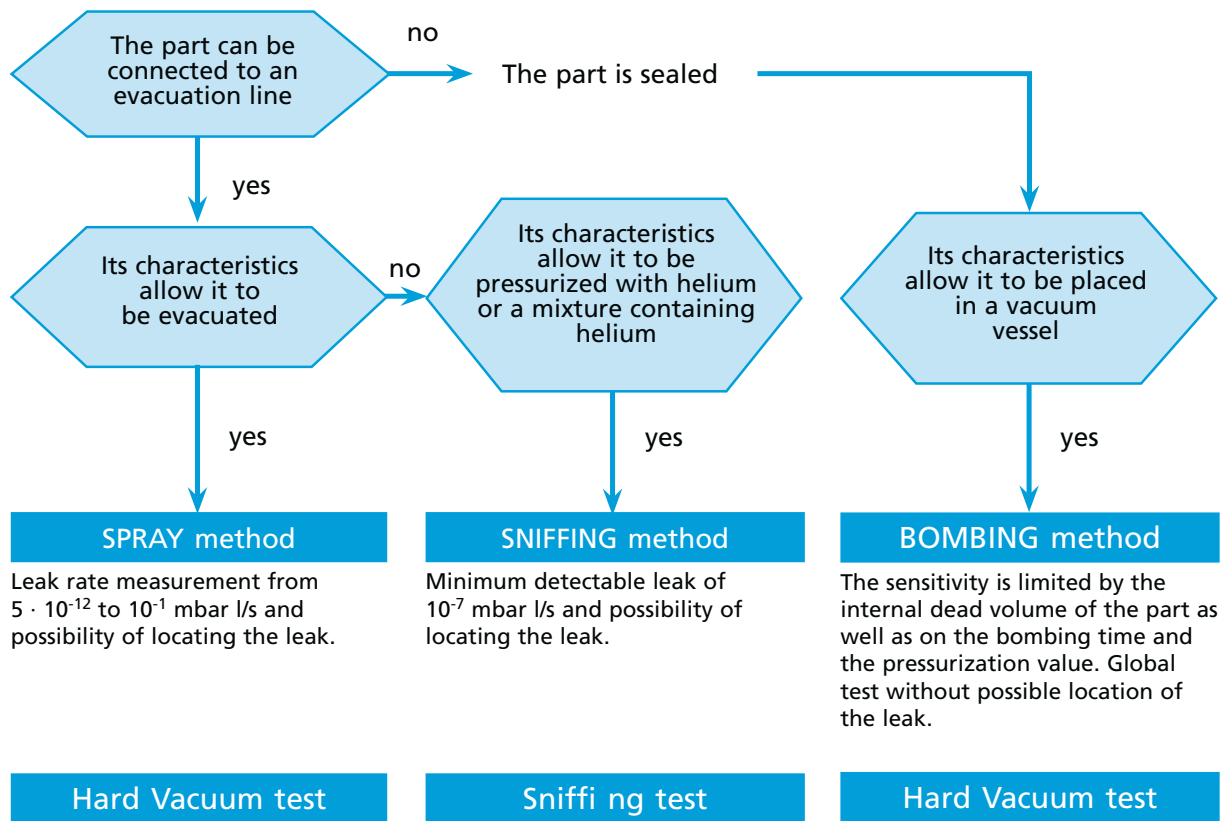 The part can be
connected to an
evacuation line
no
The part is sealed
yes
Its characteristics
allow it to
be evacuated
no
Its characteristics
allow it to be
pressurized with helium
or a mixture containing
helium
Its characteristics
allow it to be placed
in a vacuum
vessel
yes
yes
yes
SPRAY method
Leak rate measurement from
5 · 10⁻¹² to 10⁻¹ mbar l/s and
possibility of locating the leak.
SNIFFING method
Minimum detectable leak of
10⁻⁷ mbar l/s and possibility of
locating the leak.
BOMBING method
The sensitivity is limited by the
internal dead volume of the part as
well as on the bombing time and
the pressurization value. Global
test without possible location of
the leak.
Hard Vacuum test
Sniffi ng test
Hard Vacuum test